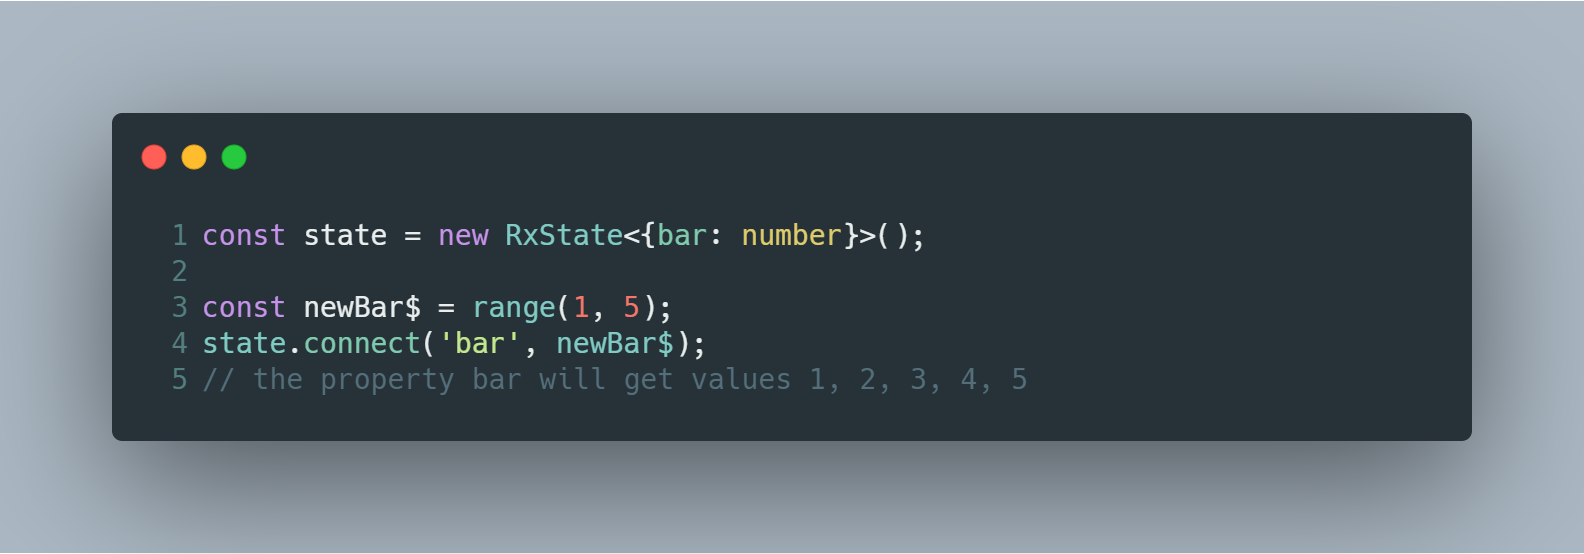 1 const state = new RxState<{bar: number}>();
2
3 const newBar$ = range(1, 5);
4 state.connect('bar', newBar$);
5 // the property bar will get values 1, 2, 3, 4, 5